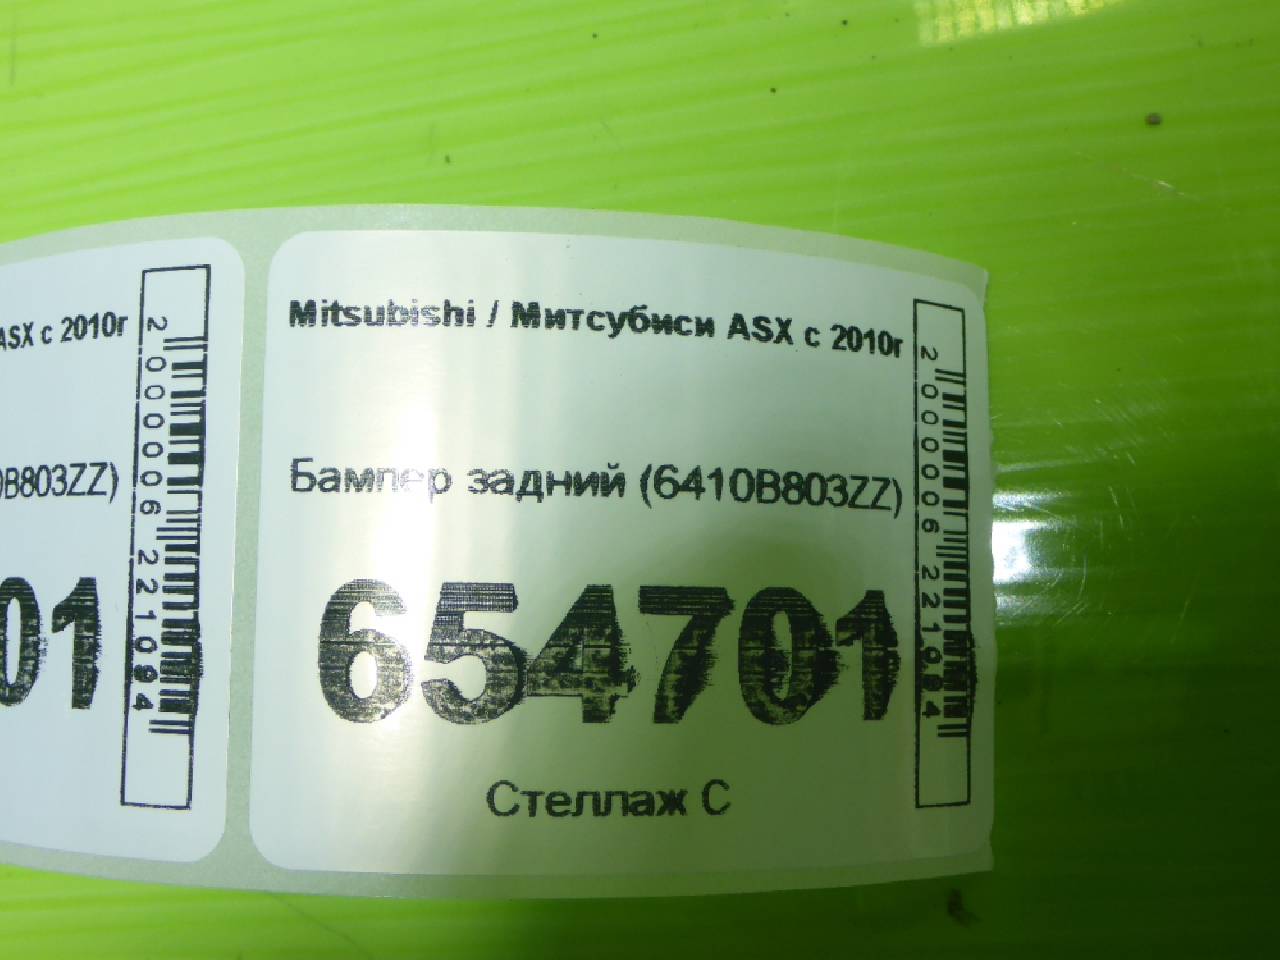 ASX с 2010г
2000006221094
0B803ZZ)
01
Mitsubishi / Митсубиси ASX с 2010г
2000006221094
Бампер задний (6410B803ZZ)
654701
Стеллаж С